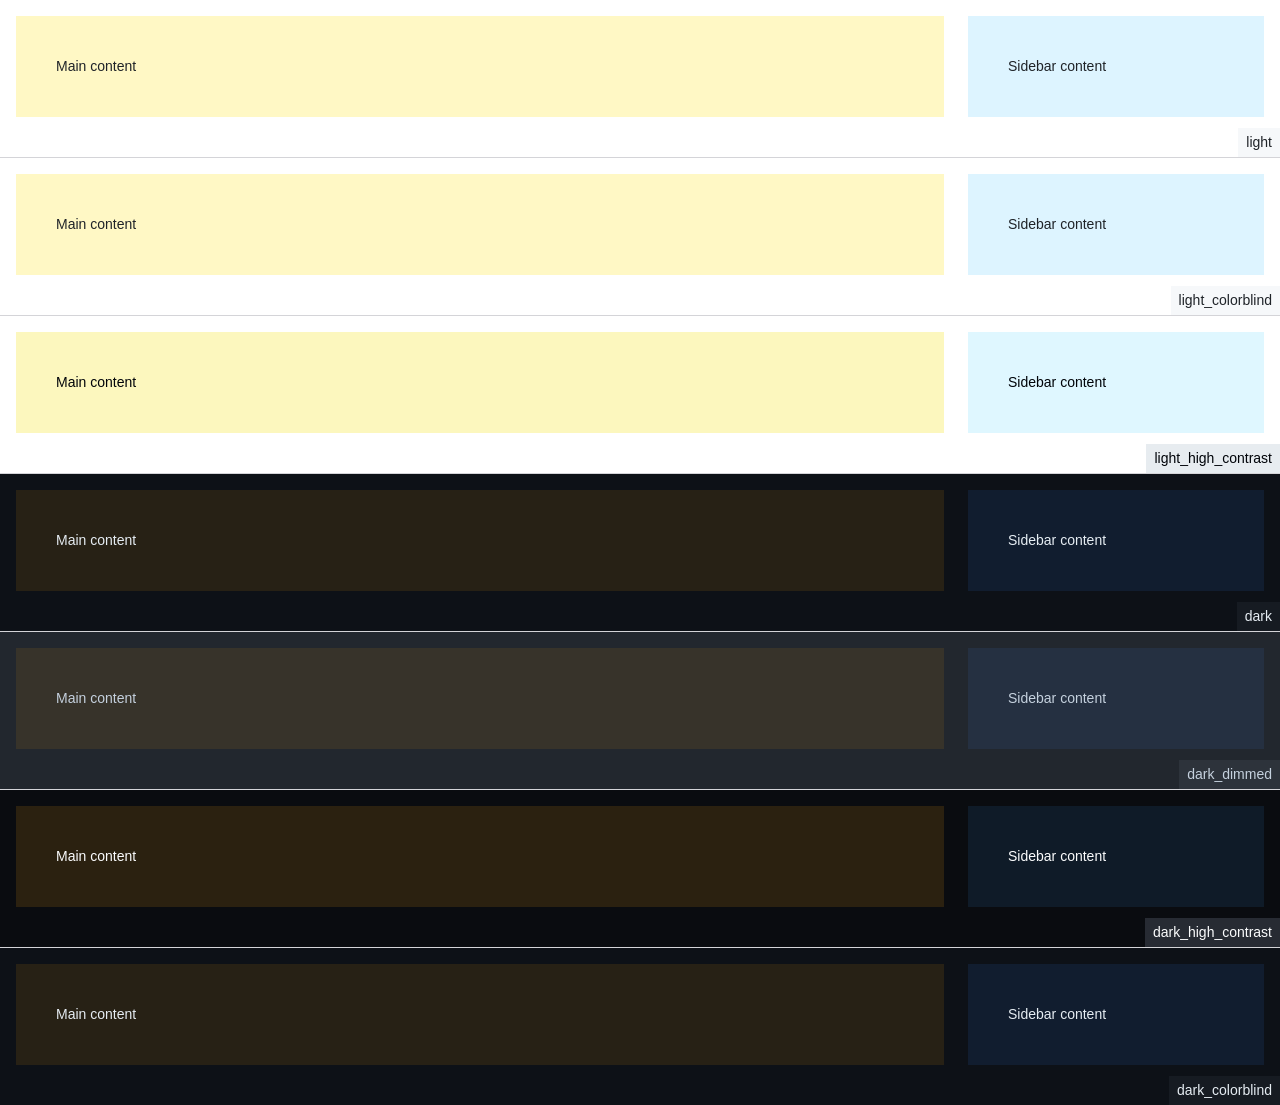 Main content
Sidebar content
light
Main content
Sidebar content
light_colorblind
Main content
Sidebar content
light_high_contrast
Main content
Sidebar content
dark
Main content
Sidebar content
dark_dimmed
Main content
Sidebar content
dark_high_contrast
Main content
Sidebar content
dark_colorblind